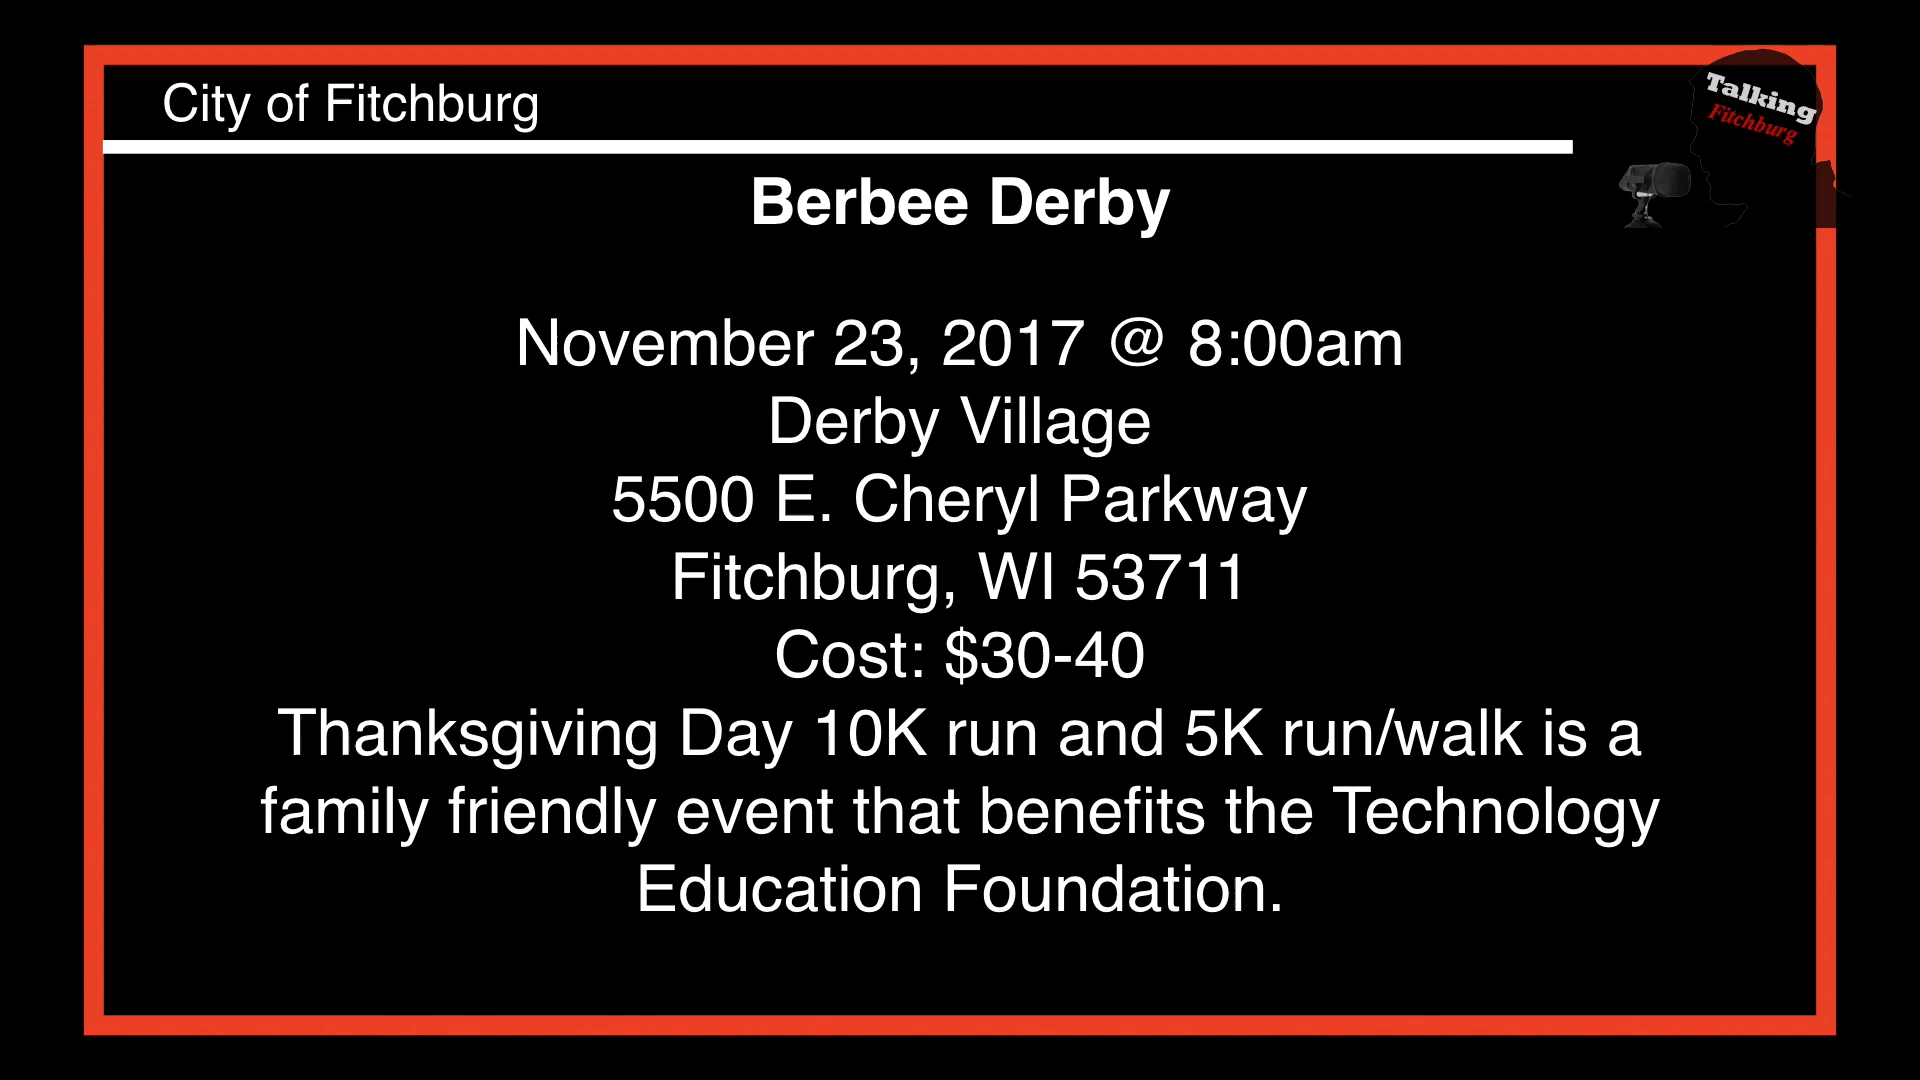 City of Fitchburg
Talking
Fitchburg
Berbee Derby
November 23, 2017 @ 8:00am
Derby Village
5500 E. Cheryl Parkway
Fitchburg, WI 53711
Cost: $30-40
Thanksgiving Day 10K run and 5K run/walk is a
family friendly event that benefits the Technology
Education Foundation.